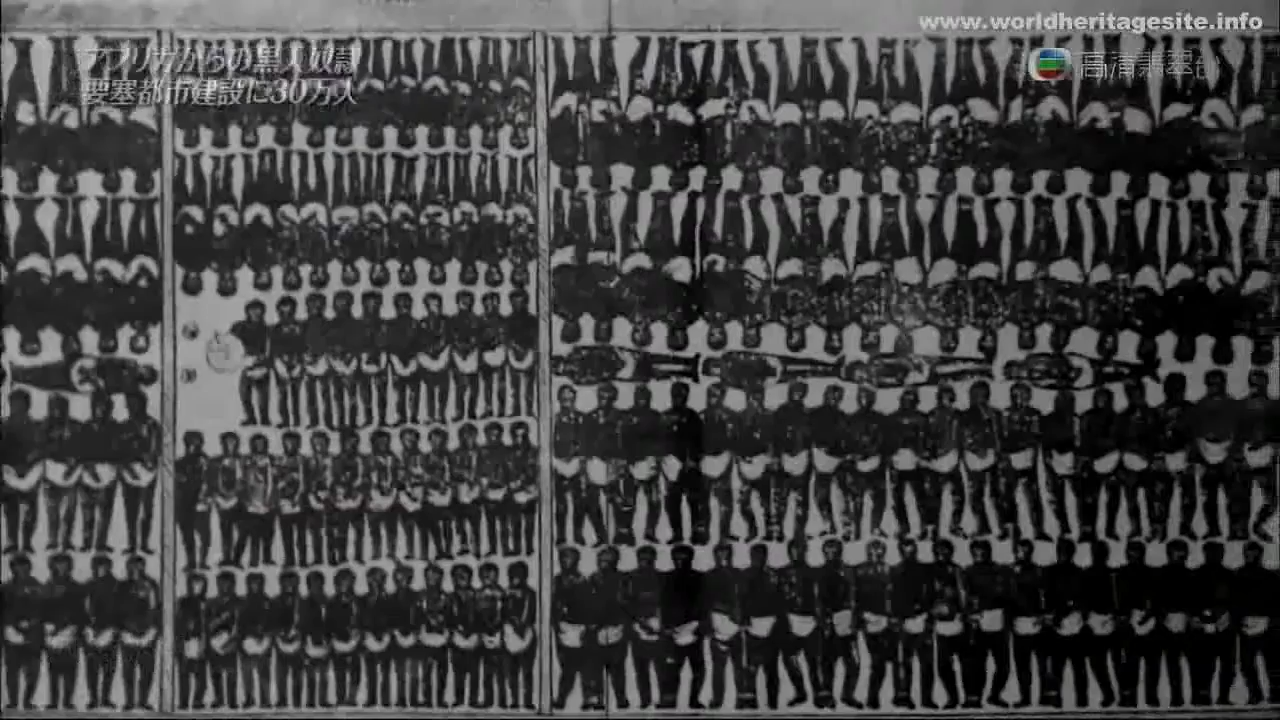 www.worldheritagesite.info
アフリカからの黒人奴隷
要塞都市建設に30万人
高清翡翠台